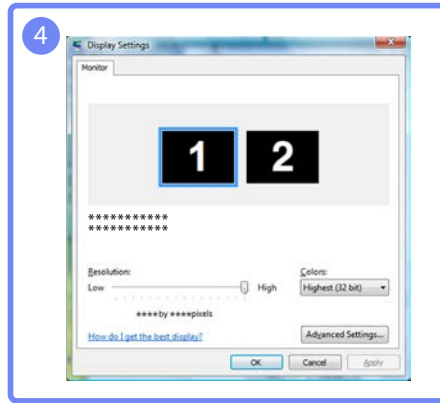 4
Display Settings
Monitor
1 2
***********
***********
Resolution: Colors:
Low High Highest (32 bit)
****by ****pixels
How do I get the best display? Advanced Settings...
OK Cancel Apply